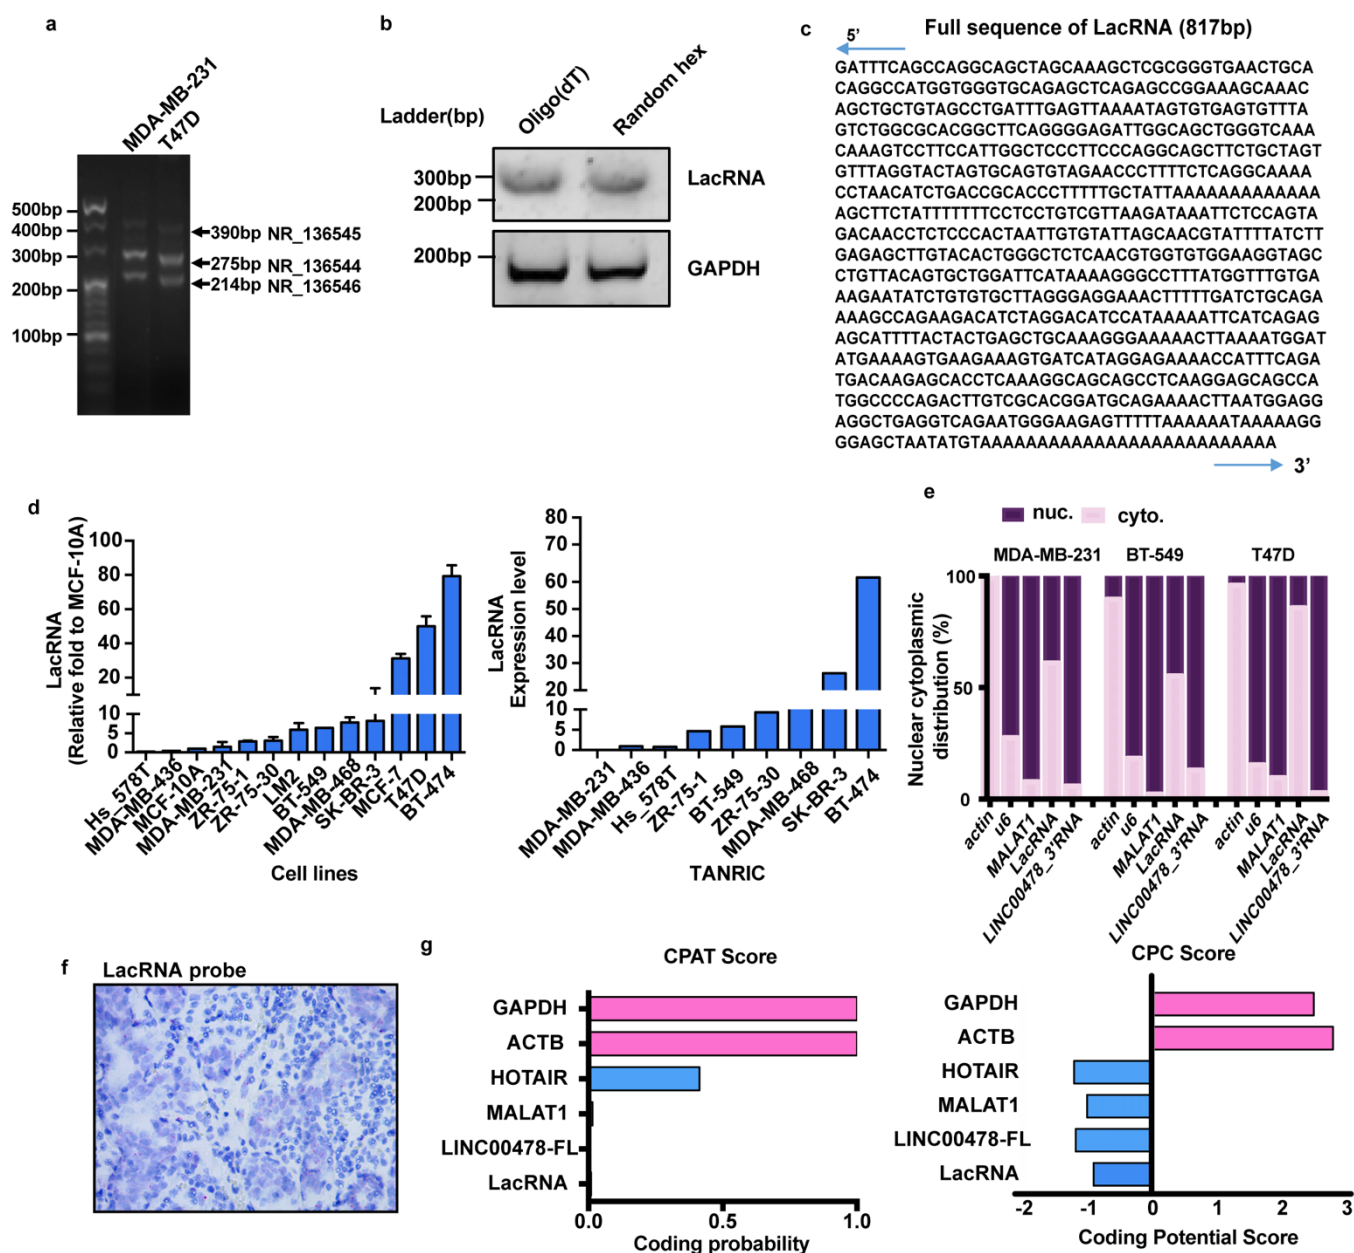 a
MDA-MB-231
T47D
500bp
400bp
300bp
200bp
100bp
390bp NR_136545
275bp NR_136544
214bp NR_136546
b
Ladder(bp)
Oligo(dT)
Random hex
300bp
200bp
LacRNA
200bp
GAPDH
c
Full sequence of LacRNA (817bp)
5’
GATTTCAGCCAGGCAGCTAGCAAAGCTCGCGGGTGAACTGCA
CAGGCCATGGTGGGTGCAGAGCTCAGAGCCGGAAAGCAAAC
AGCTGCTGTAGCCTGATTTGAGTTAAAATAGTGTGAGTGTTTA
GTCTGGCGCACGGCTTCAGGGGAGATTGGCAGCTGGGTCAAA
CAAAGTCCTTCCATTGGCTCCCTTCCCAGGCAGCTTCTGCTAGT
GTTTAGGTACTAGTGCAGTGTAGAACCCTTTTCTCAGGCAAAA
CCTAACATCTGACCGCACCCTTTTTGCTATTAAAAAAAAAAAAA
AGCTTCTATTTTTTTCCTCCTGTCGTTAAGATAAATTCTCCAGTA
GACAACCTCTCCCACTAATTGTGTATTAGCAACGTATTTTATCTT
GAGAGCTTGTACACTGGGCTCTCAACGTGGTGTGGAAGGTAGC
CTGTTACAGTGCTGGATTCATAAAAGGGCCTTTATGGTTTGTGA
AAGAATATCTGTGTGCTTAGGGAGGAAACTTTTTGATCTGCAGA
AAAGCCAGAAGACATCTAGGACATCCATAAAAATTCATCAGAG
AGCATTTTACTACTGAGCTGCAAAGGGAAAAACTTAAAATGGAT
ATGAAAAGTGAAGAAAGTGATCATAGGAGAAAACCATTTCAGA
TGACAAGAGCACCTCAAAGGCAGCAGCCTCAAGGAGCAGCCA
TGGCCCCAGACTTGTCGCACGGATGCAGAAAACTTAATGGAGG
AGGCTGAGGTCAGAATGGGAAGAGTTTTTAAAAAATAAAAAGG
GGAGCTAATATGTAAAAAAAAAAAAAAAAAAAAAAAAAA
3’
d
LacRNA
(Relative fold to MCF-10A)
100
80
60
40
20
10
5
0
Hs_578T
MDA-MB-436
MCF-10A
MDA-MB-231
ZR-75-1
ZR-75-30
LM2
BT-549
MDA-MB-468
SK-BR-3
MCF-7
T47D
BT-474
Cell lines
LacRNA
Expression level
80
60
50
40
30
20
10
5
0
MDA-MB-231
MDA-MB-436
Hs_578T
ZR-75-1
BT-549
ZR-75-30
MDA-MB-468
SK-BR-3
BT-474
TANRIC
e
nuc.
cyto.
MDA-MB-231
BT-549
T47D
Nuclear cytoplasmic
distribution (%)
100
50
0
actin
u6
MALAT1
LacRNA
LINC00478_3'RNA
actin
u6
MALAT1
LacRNA
LINC00478_3'RNA
actin
u6
MALAT1
LacRNA
LINC00478_3'RNA
f
LacRNA probe
g
CPAT Score
GAPDH
ACTB
HOTAIR
MALAT1
LINC00478-FL
LacRNA
0.0
0.5
1.0
Coding probability
CPC Score
GAPDH
ACTB
HOTAIR
MALAT1
LINC00478-FL
LacRNA
-2
-1
0
1
2
3
Coding Potential Score